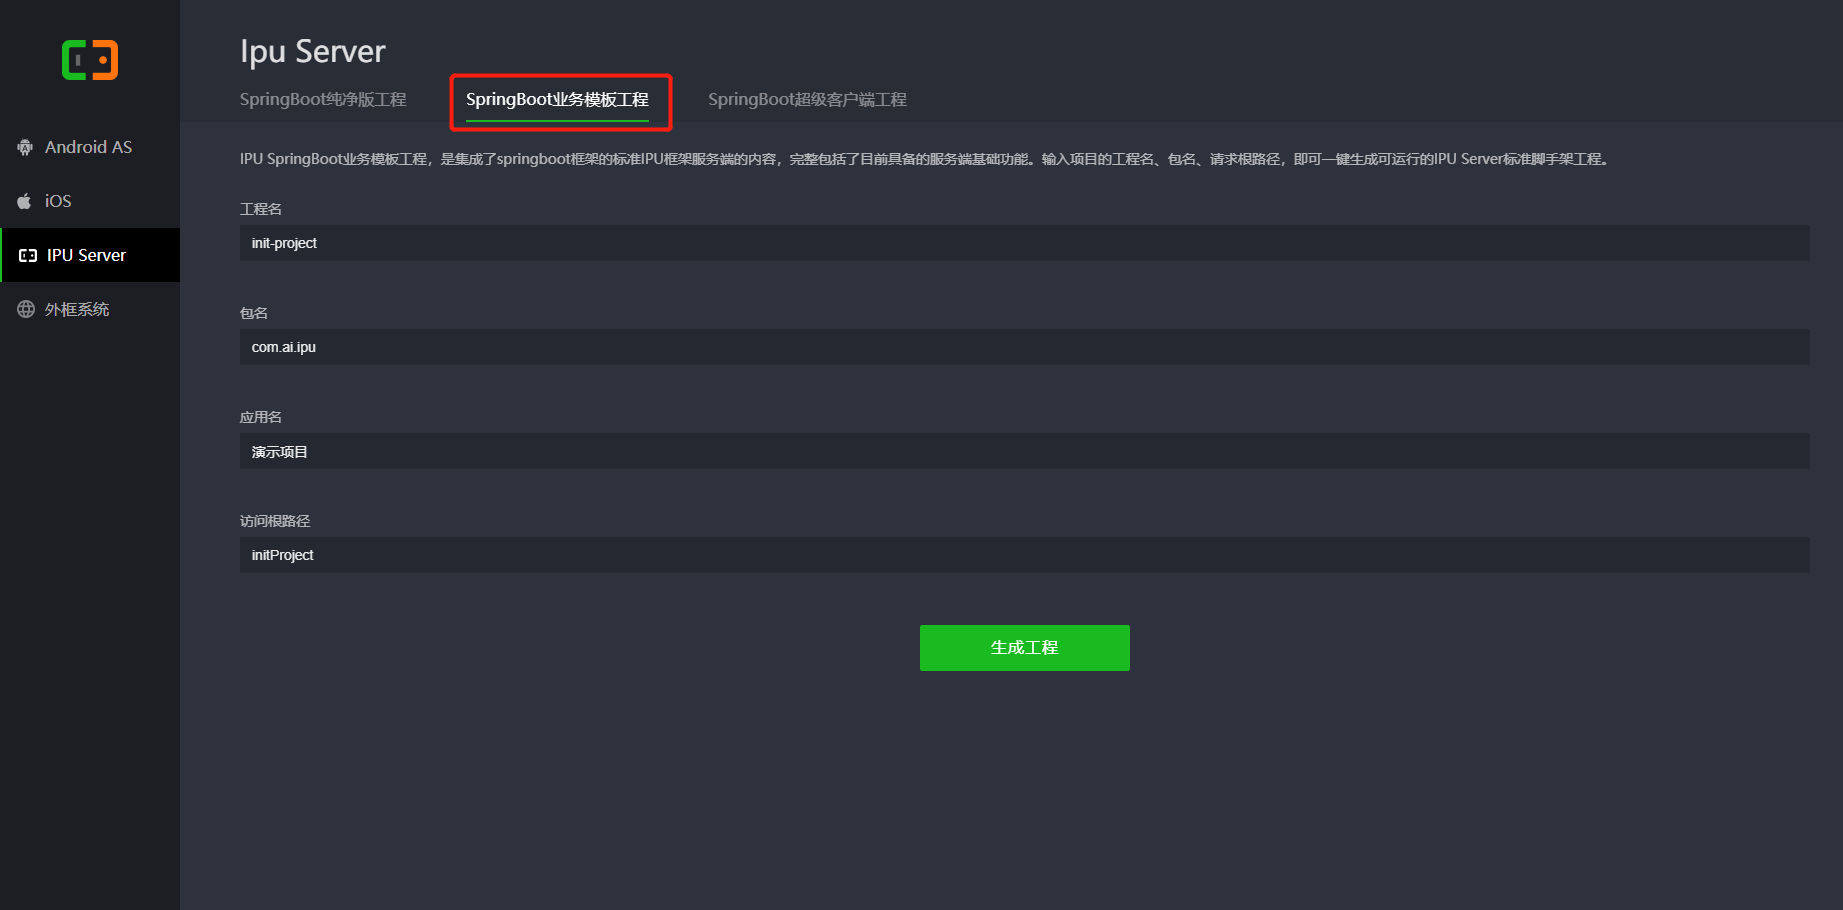 Ipu Server
SpringBoot纯净版工程
SpringBoot业务模板工程
SpringBoot超级客户端工程
Android AS
iOS
IPU Server
外框系统
IPU SpringBoot业务模板工程，是集成了springboot框架的标准IPU框架服务端的内容，完整包括了目前具备的服务端基础功能。输入项目的工程名、包名、请求根路径，即可一键生成可运行的IPU Server标准脚手架工程。
工程名
init-project
包名
com.ai.ipu
应用名
演示项目
访问根路径
initProject
生成工程